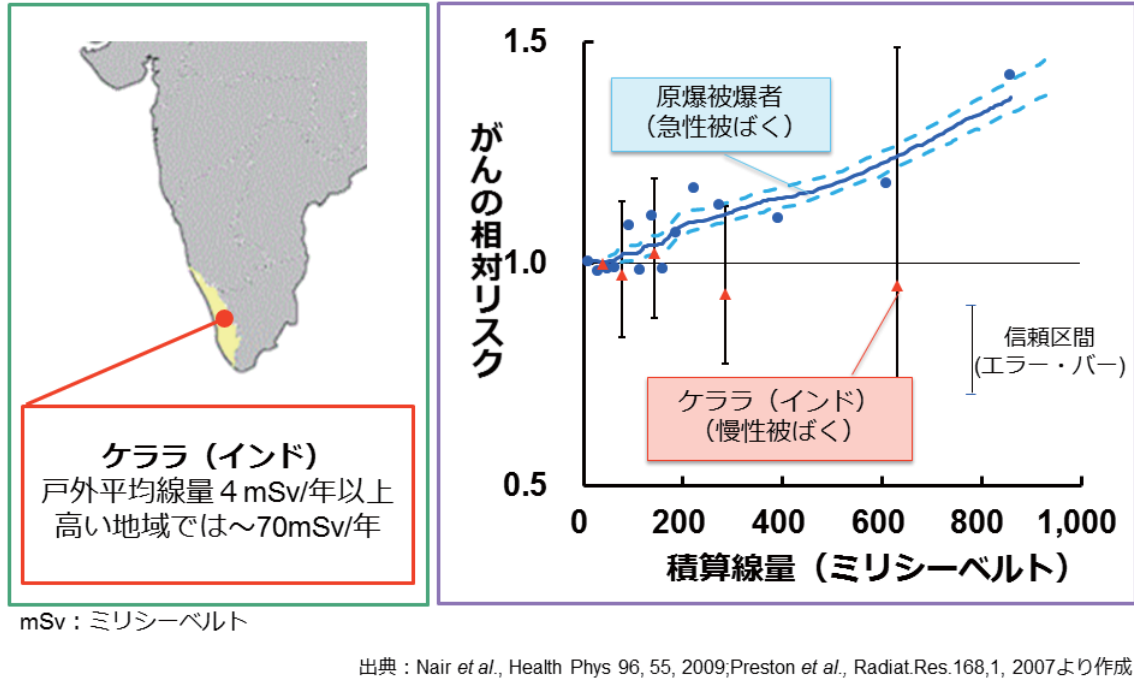 ケララ（インド）
戸外平均線量４mSv/年以上
高い地域では～70mSv/年
mSv：ミリシーベルト
がんの相対リスク
1.5
1.0
0.5
原爆被爆者
（急性被ばく）
信頼区間
(エラー・バー)
ケララ（インド）
（慢性被ばく）
0
200
400
600
800
1,000
積算線量（ミリシーベルト）
出典：Nair et al., Health Phys 96, 55, 2009;Preston et al., Radiat.Res.168,1, 2007より作成